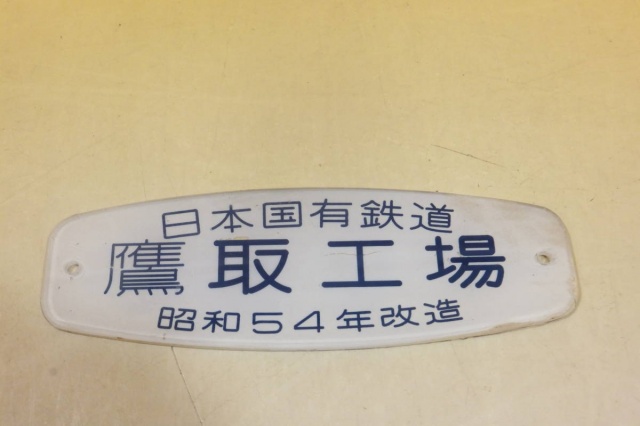 日本国有鉄道
鷹取工場
昭和54年改造